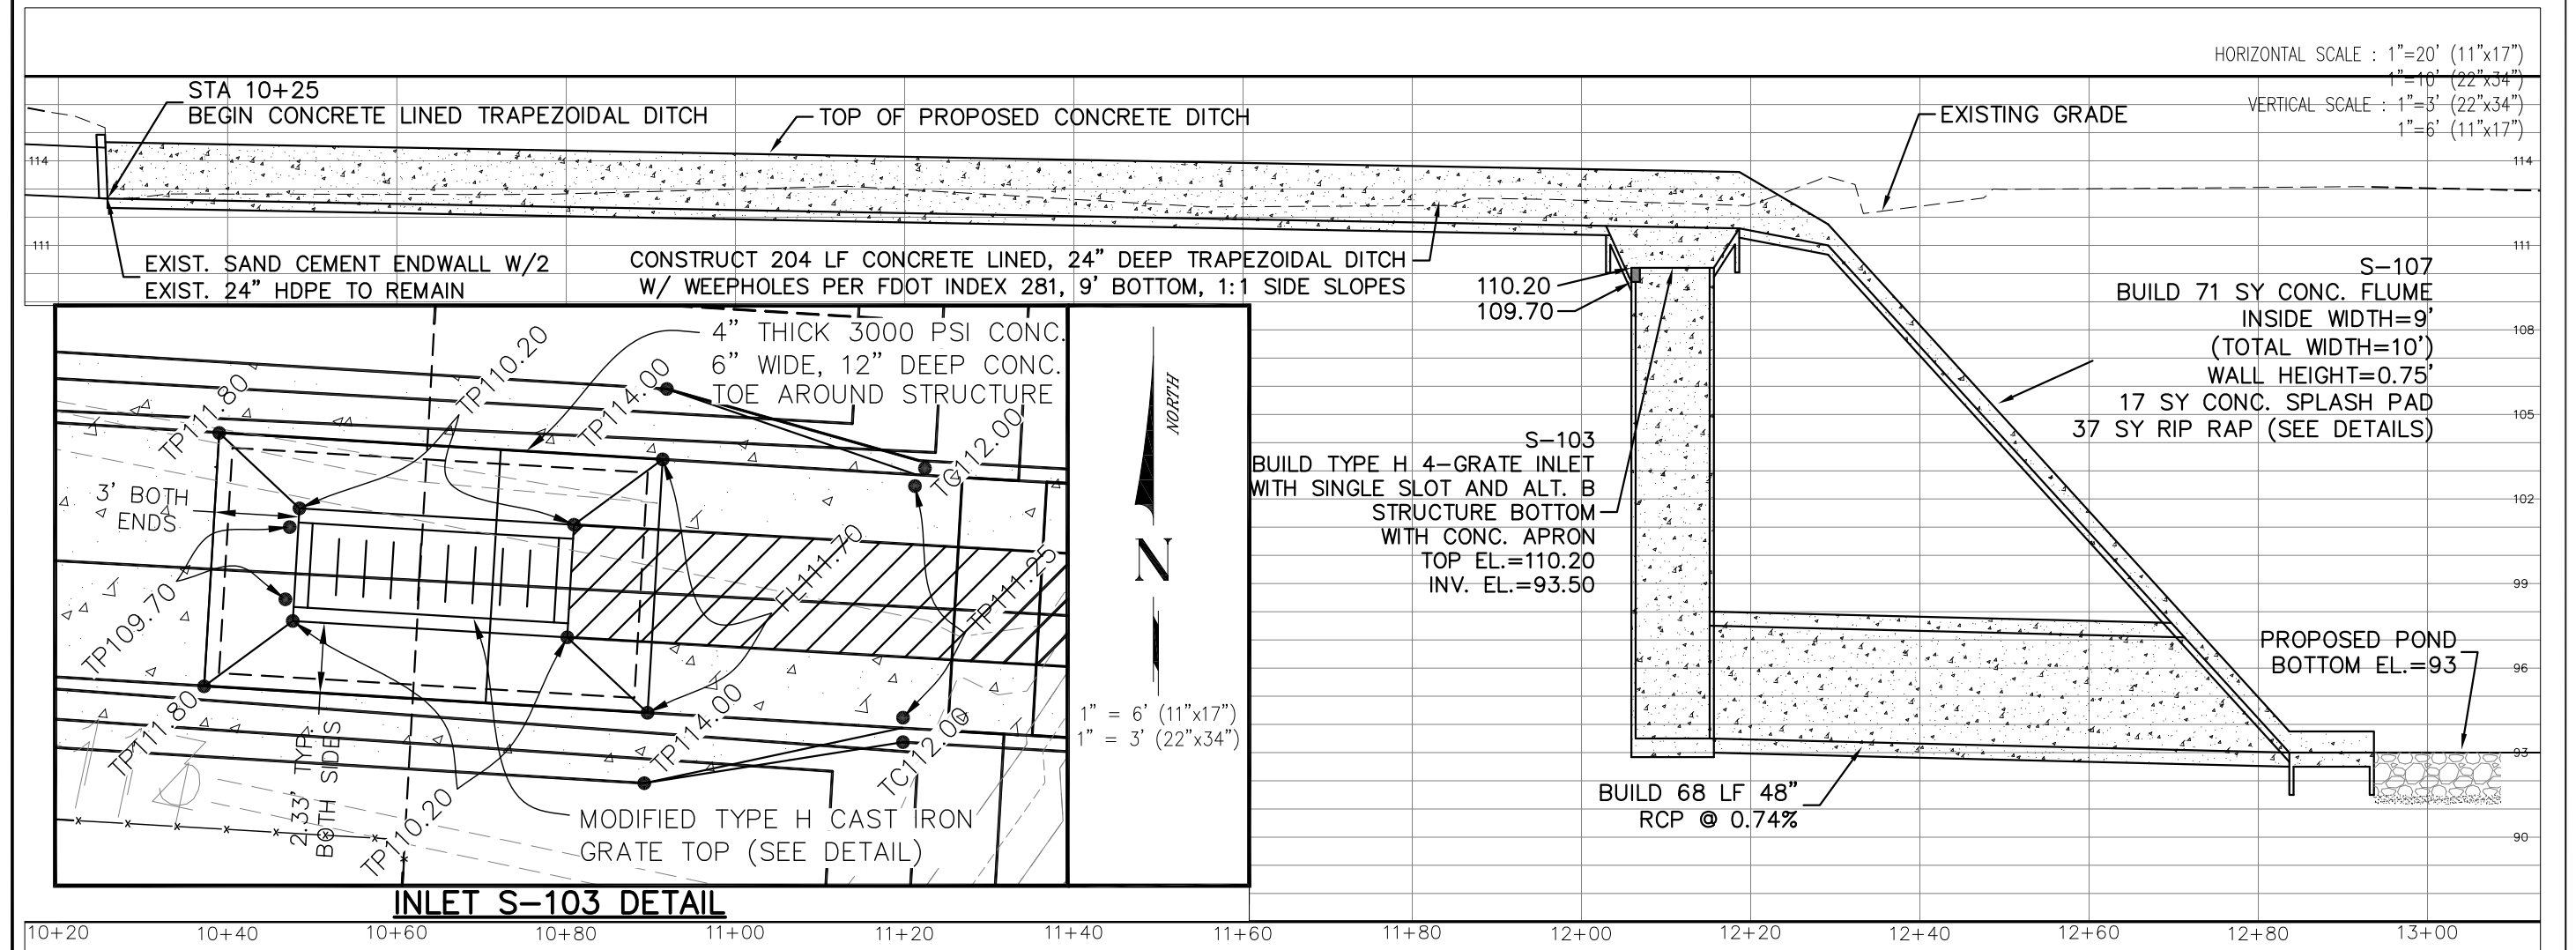 HORIZONTAL SCALE : 1"=20' (11"x17")
1"=10' (22"x34")
VERTICAL SCALE : 1"=3' (22"x34")
1"=6' (11"x17")
STA 10+25
BEGIN CONCRETE LINED TRAPEZOIDAL DITCH
TOP OF PROPOSED CONCRETE DITCH
EXISTING GRADE
114
114
111
111
EXIST. SAND CEMENT ENDWALL W/2
EXIST. 24" HDPE TO REMAIN
CONSTRUCT 204 LF CONCRETE LINED, 24" DEEP TRAPEZOIDAL DITCH
W/ WEEPHOLES PER FDOT INDEX 281, 9' BOTTOM, 1:1 SIDE SLOPES
110.20
109.70
S-107
BUILD 71 SY CONC. FLUME
INSIDE WIDTH=9'
(TOTAL WIDTH=10')
WALL HEIGHT=0.75'
17 SY CONC. SPLASH PAD
37 SY RIP RAP (SEE DETAILS)
108
105
102
99
96
93
90
S-103
BUILD TYPE H 4-GRATE INLET
WITH SINGLE SLOT AND ALT. B
STRUCTURE BOTTOM
WITH CONC. APRON
TOP EL.=110.20
INV. EL.=93.50
PROPOSED POND
BOTTOM EL.=93
BUILD 68 LF 48"
RCP @ 0.74%
4" THICK 3000 PSI CONC.
6" WIDE, 12" DEEP CONC.
TOE AROUND STRUCTURE
TP111.80
TP110.20
TP114.00
TC112.00
3' BOTH
ENDS
TP109.70
FL111.70
TP111.25
TP111.80
2.33' TYP.
BOTH SIDES
TP110.20
TP114.00
TC112.00
MODIFIED TYPE H CAST IRON
GRATE TOP (SEE DETAIL)
NORTH
N
1" = 6' (11"x17")
1" = 3' (22"x34")
INLET S-103 DETAIL
10+20
10+40
10+60
10+80
11+00
11+20
11+40
11+60
11+80
12+00
12+20
12+40
12+60
12+80
13+00